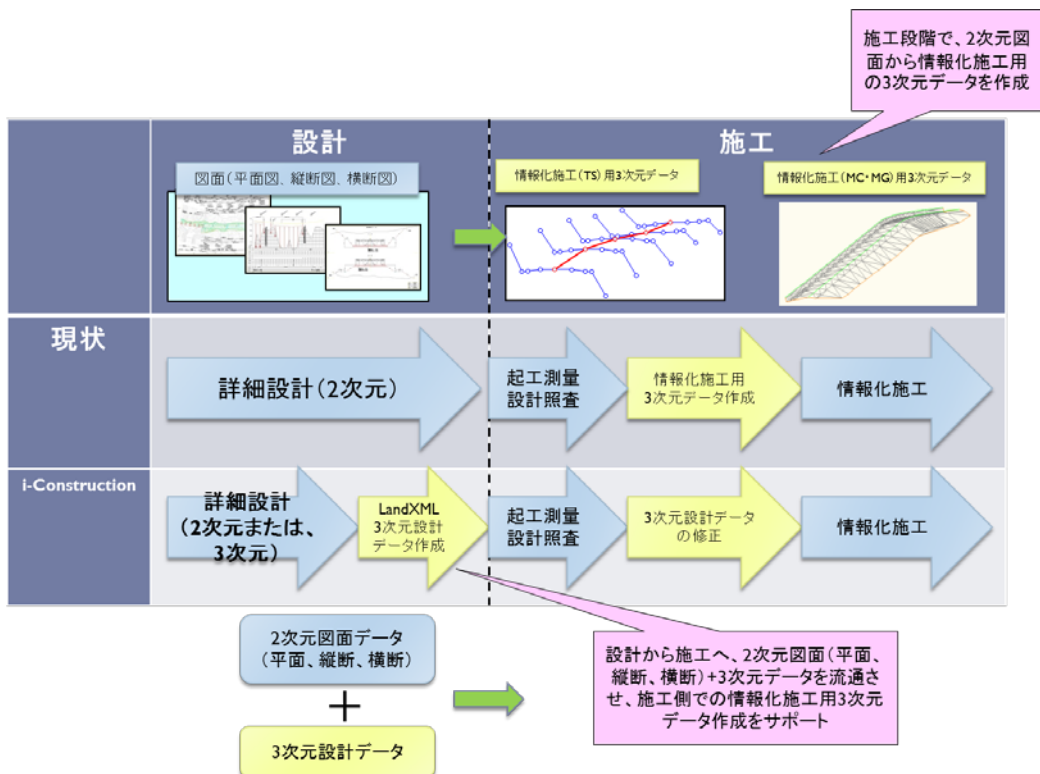 施工段階で、2次元図
面から情報化施工用
の3次元データを作成
設計
施工
図面(平面図、縦断図、横断図)
情報化施工(TS)用3次元データ
情報化施工(MC・MG)用3次元データ
現状
詳細設計(2次元)
起工測量
設計照査
情報化施工用
3次元データ作成
情報化施工
i-Construction
詳細設計
(2次元または、
3次元)
LandXML
3次元設計
データ作成
起工測量
設計照査
3次元設計データ
の修正
情報化施工
2次元図面データ
(平面、縦断、横断)
+
3次元設計データ
設計から施工へ、2次元図面(平面、
縦断、横断)+3次元データを流通さ
せ、施工側での情報化施工用3次元
データ作成をサポート